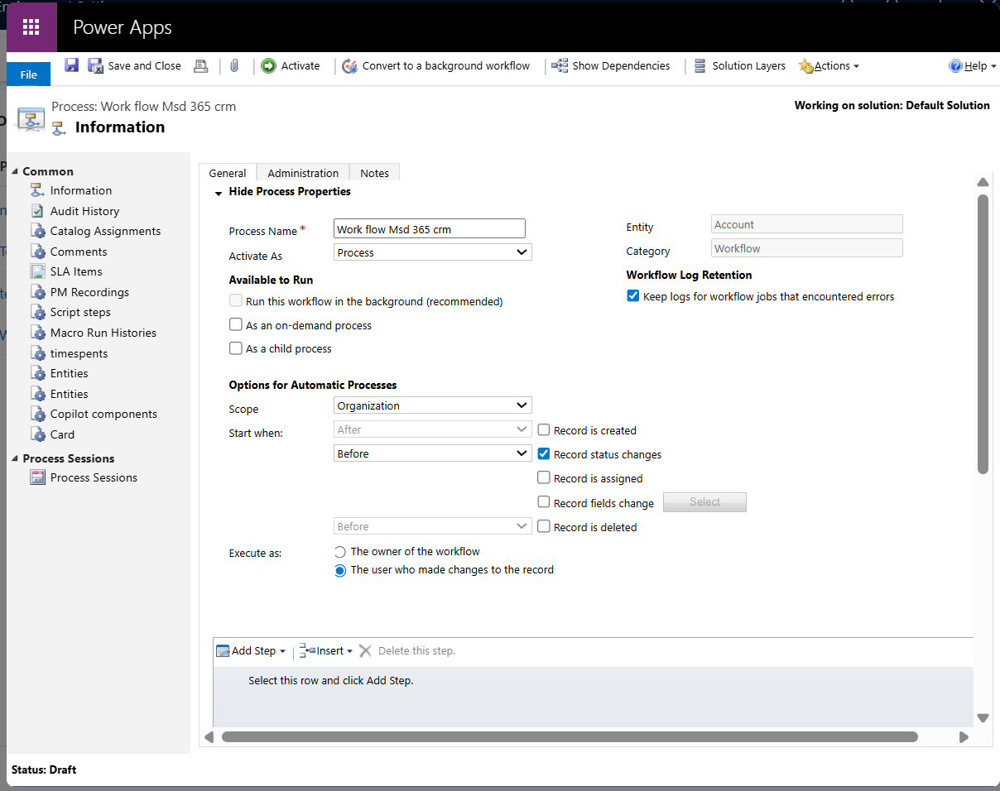 Power Apps
File
Save and Close
Activate
Convert to a background workflow
Show Dependencies
Solution Layers
Actions
Help
Process: Work flow Msd 365 crm
Information
Working on solution: Default Solution
Common
Information
Audit History
Catalog Assignments
Comments
SLA Items
PM Recordings
Script steps
Macro Run Histories
timespents
Entities
Entities
Copilot components
Card
Process Sessions
Process Sessions
General Administration Notes
Hide Process Properties
Process Name * Work flow Msd 365 crm
Activate As Process
Available to Run
Run this workflow in the background (recommended)
As an on-demand process
As a child process
Entity Account
Category Workflow
Workflow Log Retention
Keep logs for workflow jobs that encountered errors
Options for Automatic Processes
Scope Organization
Start when: After Record is created
Before Record status changes
Record is assigned
Record fields change Select
Before Record is deleted
Execute as: The owner of the workflow
The user who made changes to the record
Add Step Insert Delete this step.
Select this row and click Add Step.
Status: Draft